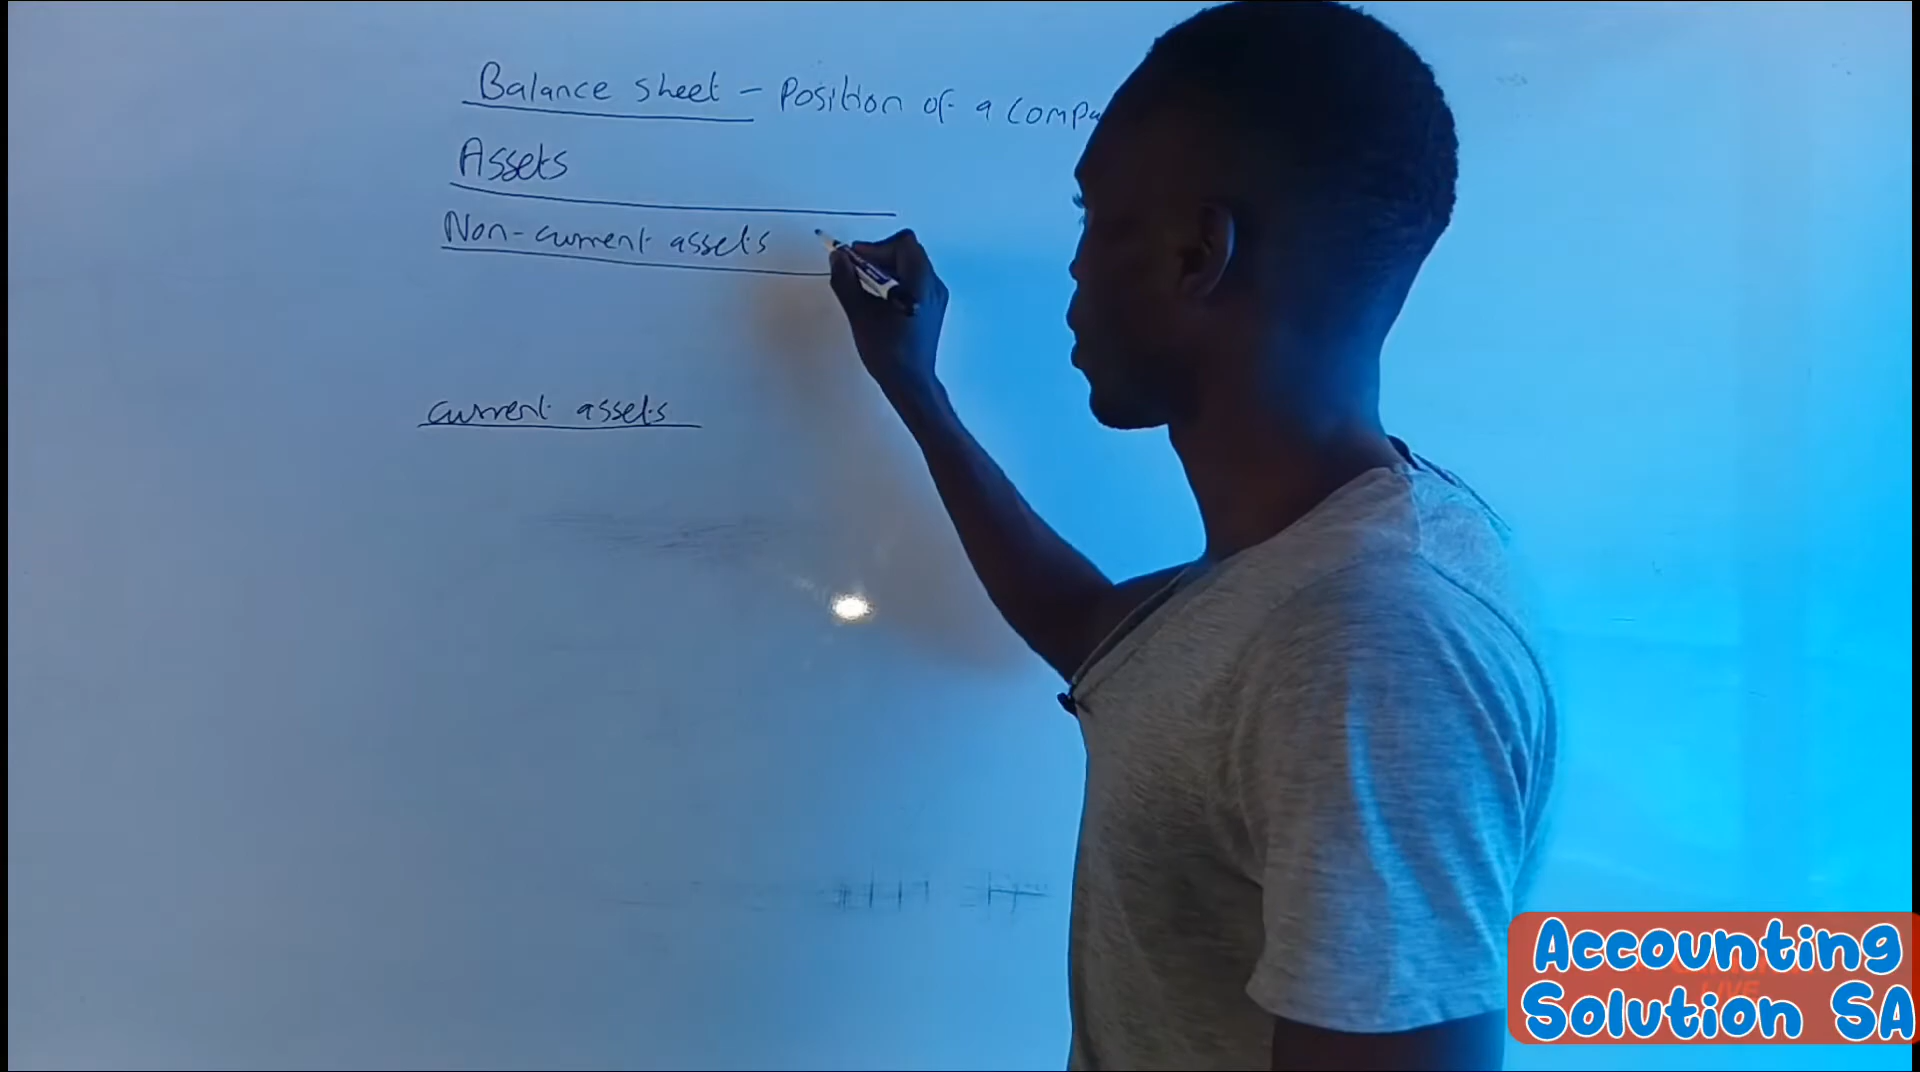 Balance sheet - Position of a compa
Assets
Non-current assets
current assets
Accounting
Solution SA